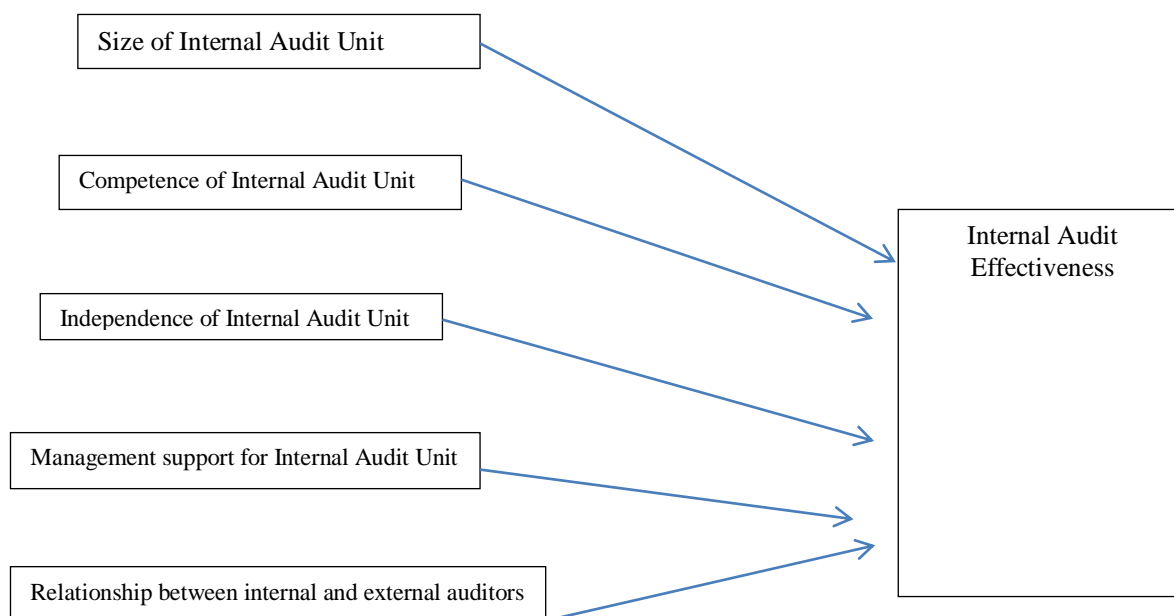 Size of Internal Audit Unit
Competence of Internal Audit Unit
Internal Audit
Effectiveness
Independence of Internal Audit Unit
Management support for Internal Audit Unit
Relationship between internal and external auditors